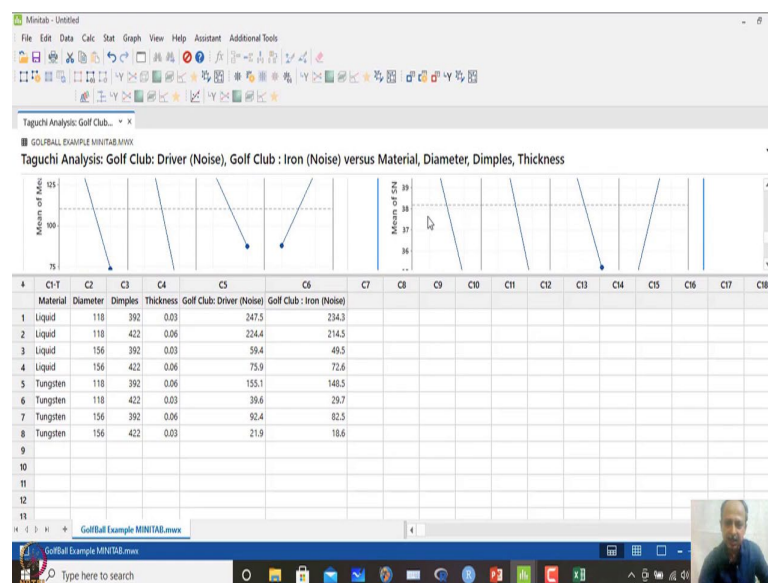 Minitab - Untitled
File Edit Data Calc Stat Graph View Help Assistant Additional Tools
Taguchi Analysis: Golf Club...
GOLFBALL EXAMPLE MINITAB.MWX
Taguchi Analysis: Golf Club: Driver (Noise), Golf Club : Iron (Noise) versus Material, Diameter, Dimples, Thickness
125
100
75
39
Mean of SN
38
37
36
C1-T C2 C3 C4 C5 C6 C7 C8 C9 C10 C11 C12 C13 C14 C15 C16 C17 C18
Material Diameter Dimples Thickness Golf Club: Driver (Noise) Golf Club : Iron (Noise)
1 Liquid 118 392 0.03 247.5 234.3
2 Liquid 118 422 0.06 224.4 214.5
3 Liquid 156 392 0.03 59.4 49.5
4 Liquid 156 422 0.06 75.9 72.6
5 Tungsten 118 392 0.06 155.1 148.5
6 Tungsten 118 422 0.03 39.6 29.7
7 Tungsten 156 392 0.06 92.4 82.5
8 Tungsten 156 422 0.03 21.9 18.6
9
10
11
12
13
GolfBall Example MINITAB.mwx
GolfBall Example MINITAB.mwx
Type here to search